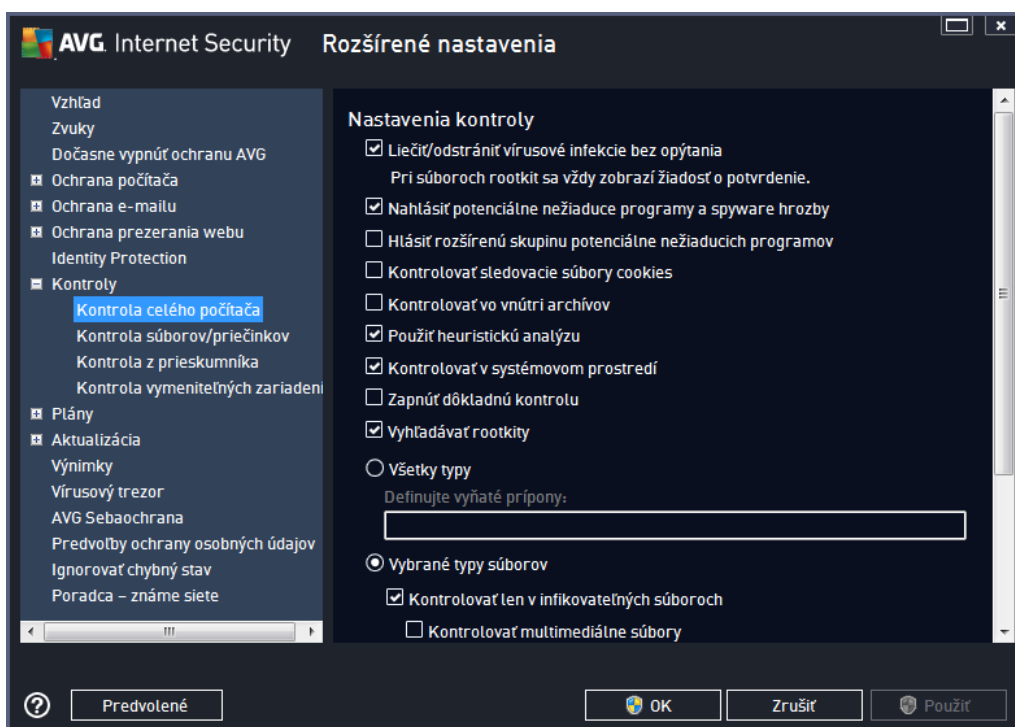 AVG. Internet Security Rozšírené nastavenia
Vzhľad
Zvuky
Dočasne vypnúť ochranu AVG
Ochrana počítača
Ochrana e-mailu
Ochrana prezerania webu
Identity Protection
Kontroly
Kontrola celého počítača
Kontrola súborov/priečinkov
Kontrola z prieskumníka
Kontrola vymeniteľných zariadení
Plány
Aktualizácia
Výnimky
Vírusový trezor
AVG Sebaochrana
Predvoľby ochrany osobných údajov
Ignorovať chybný stav
Poradca – známe siete
Nastavenia kontroly
Liečiť/odstrániť vírusové infekcie bez opýtania
Pri súboroch rootkit sa vždy zobrazí žiadosť o potvrdenie.
Nahlásiť potenciálne nežiaduce programy a spyware hrozby
Hlásiť rozšírenú skupinu potenciálne nežiaducich programov
Kontrolovať sledovacie súbory cookies
Kontrolovať vo vnútri archívov
Použiť heuristickú analýzu
Kontrolovať v systémovom prostredí
Zapnúť dôkladnú kontrolu
Vyhľadávať rootkity
Všetky typy
Definujte vyňaté prípony:
Vybrané typy súborov
Kontrolovať len v infikovateľných súboroch
Kontrolovať multimediálne súbory
Predvolené
OK
Zrušiť
Použiť